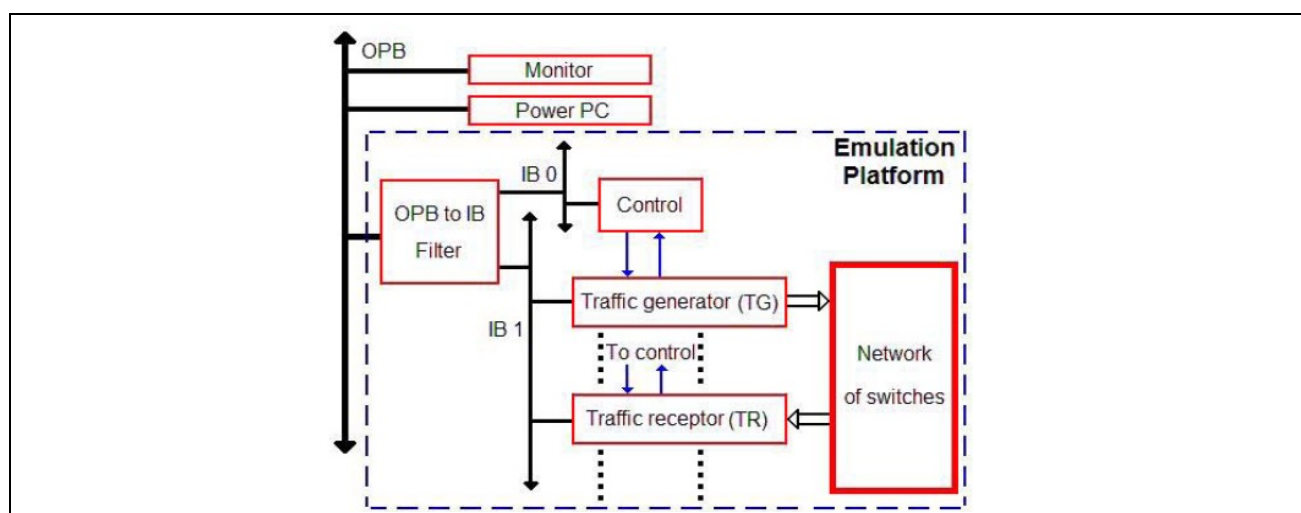 OPB
Monitor
Power PC
Emulation
Platform
IB 0
OPB to IB
Filter
Control
Traffic generator (TG)
IB 1
To control
Network
of switches
Traffic receptor (TR)